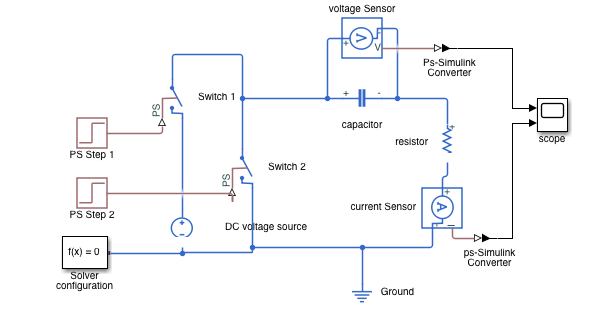 voltage Sensor
+
-
V
Ps-Simulink
Converter
Switch 1
+
-
PS
capacitor
scope
PS Step 1
resistor
+
Switch 2
PS
PS Step 2
current Sensor
+
-
I
+
-
DC voltage source
f(x) = 0
Solver
configuration
ps-Simulink
Converter
Ground